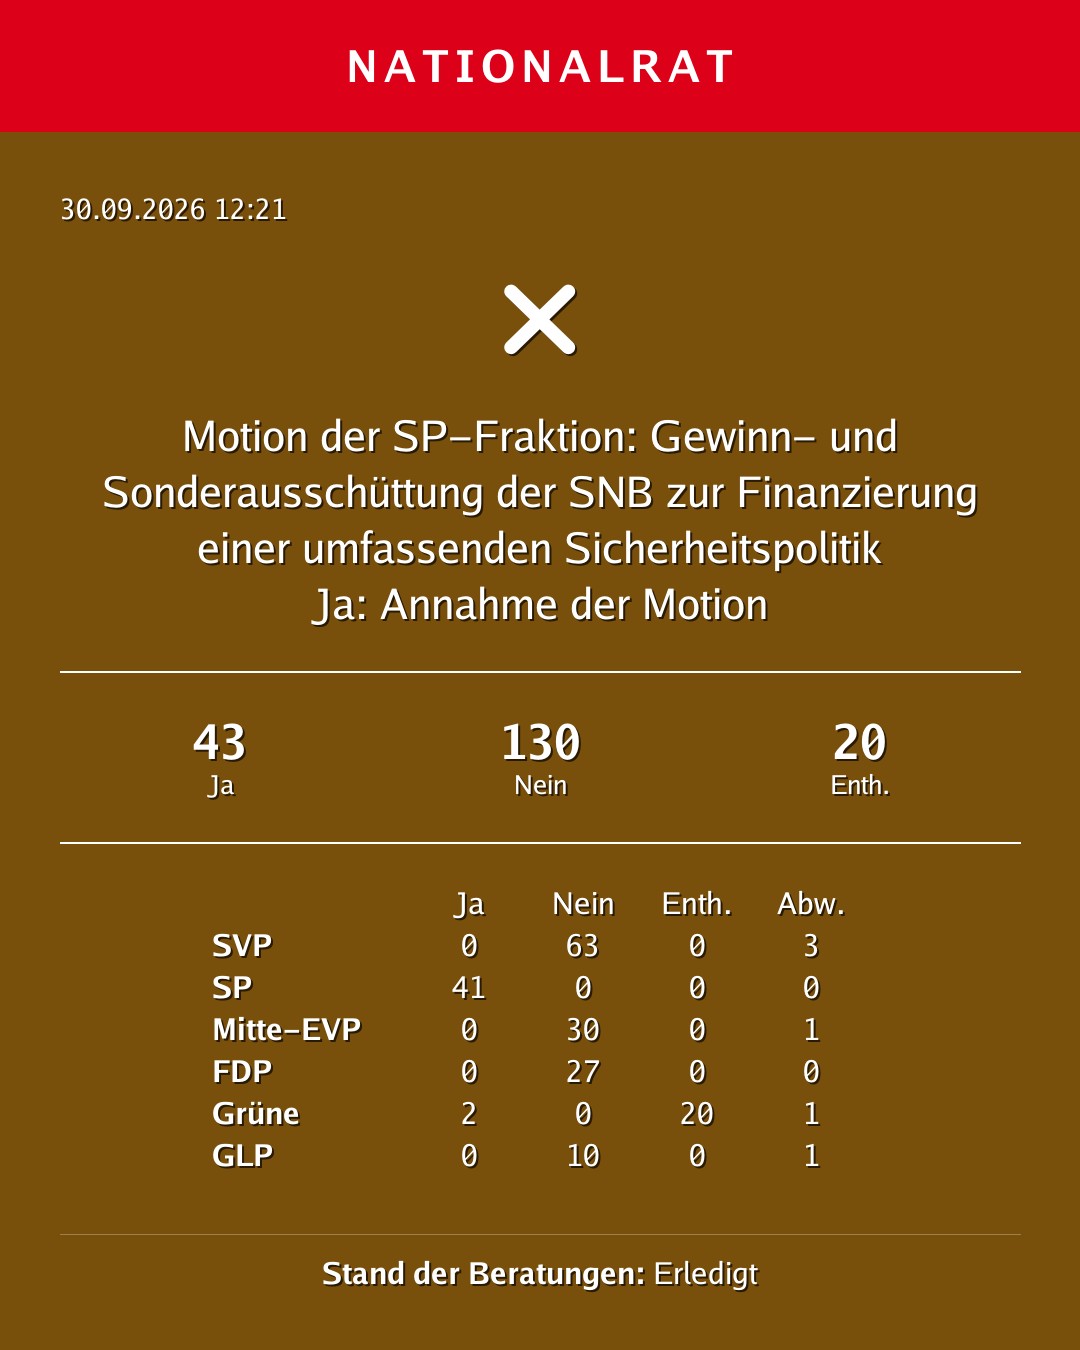 NATIONALRAT
30.09.2026 12:21
Motion der SP–Fraktion: Gewinn– und
Sonderausschüttung der SNB zur Finanzierung
einer umfassenden Sicherheitspolitik
Ja: Annahme der Motion
43 130 20
Ja Nein Enth.
Ja Nein Enth. Abw.
SVP 0 63 0 3
SP 41 0 0 0
Mitte–EVP 0 30 0 1
FDP 0 27 0 0
Grüne 2 0 20 1
GLP 0 10 0 1
Stand der Beratungen: Erledigt